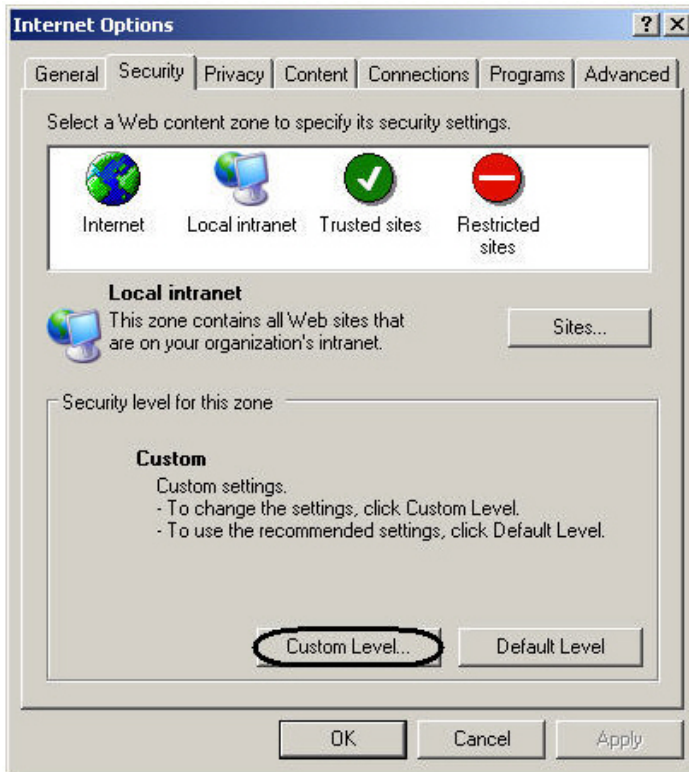 Internet Options
General Security Privacy Content Connections Programs Advanced
Select a Web content zone to specify its security settings.
Internet Local intranet Trusted sites Restricted
sites
Local intranet
This zone contains all Web sites that
are on your organization's intranet.
Sites...
Security level for this zone
Custom
Custom settings.
- To change the settings, click Custom Level.
- To use the recommended settings, click Default Level.
Custom Level... Default Level
OK Cancel Apply